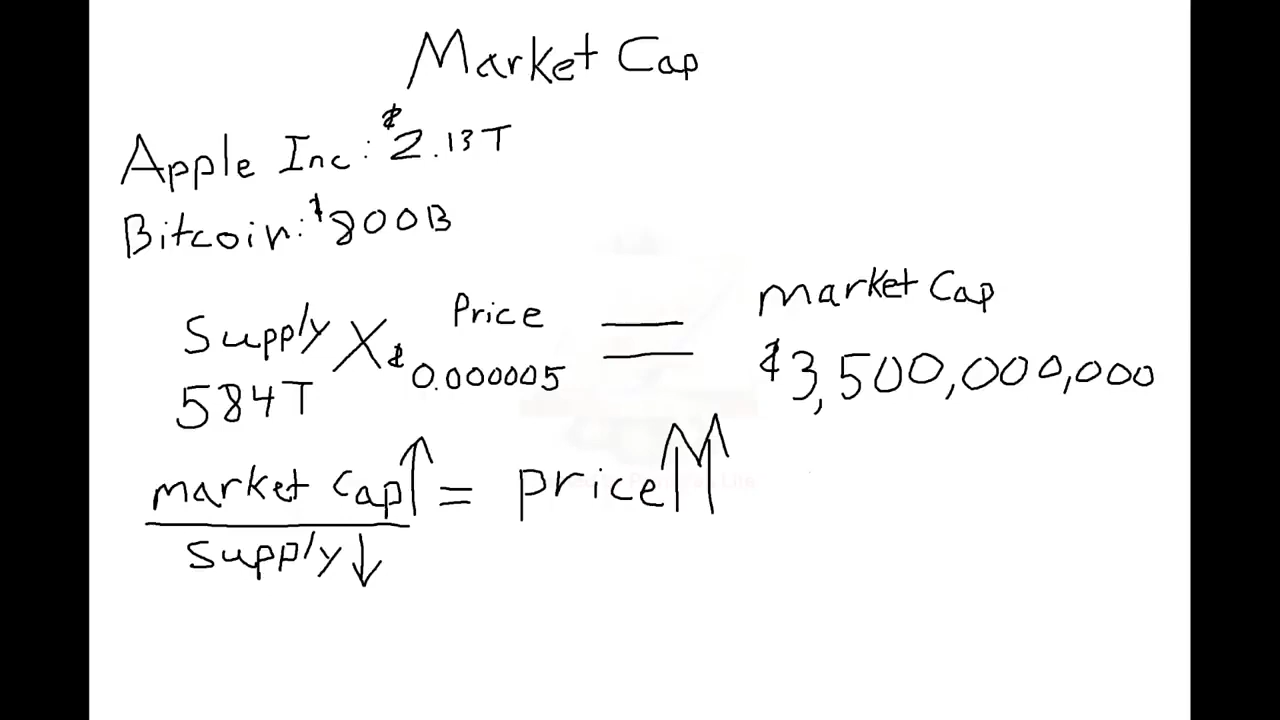 Market Cap
Apple Inc: $2.13T
Bitcoin: $800B
Supply X Price = market Cap
584T $0.000005 $3,500,000,000
market Cap↑ = price↑↑
Supply↓